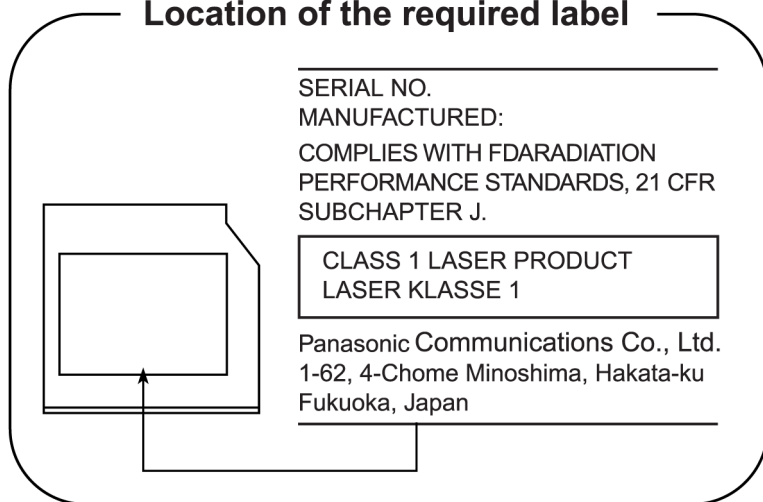 Location of the required label
SERIAL NO.
MANUFACTURED:
COMPLIES WITH FDARADIATION
PERFORMANCE STANDARDS, 21 CFR
SUBCHAPTER J.
CLASS 1 LASER PRODUCT
LASER KLASSE 1
Panasonic Communications Co., Ltd.
1-62, 4-Chome Minoshima, Hakata-ku
Fukuoka, Japan